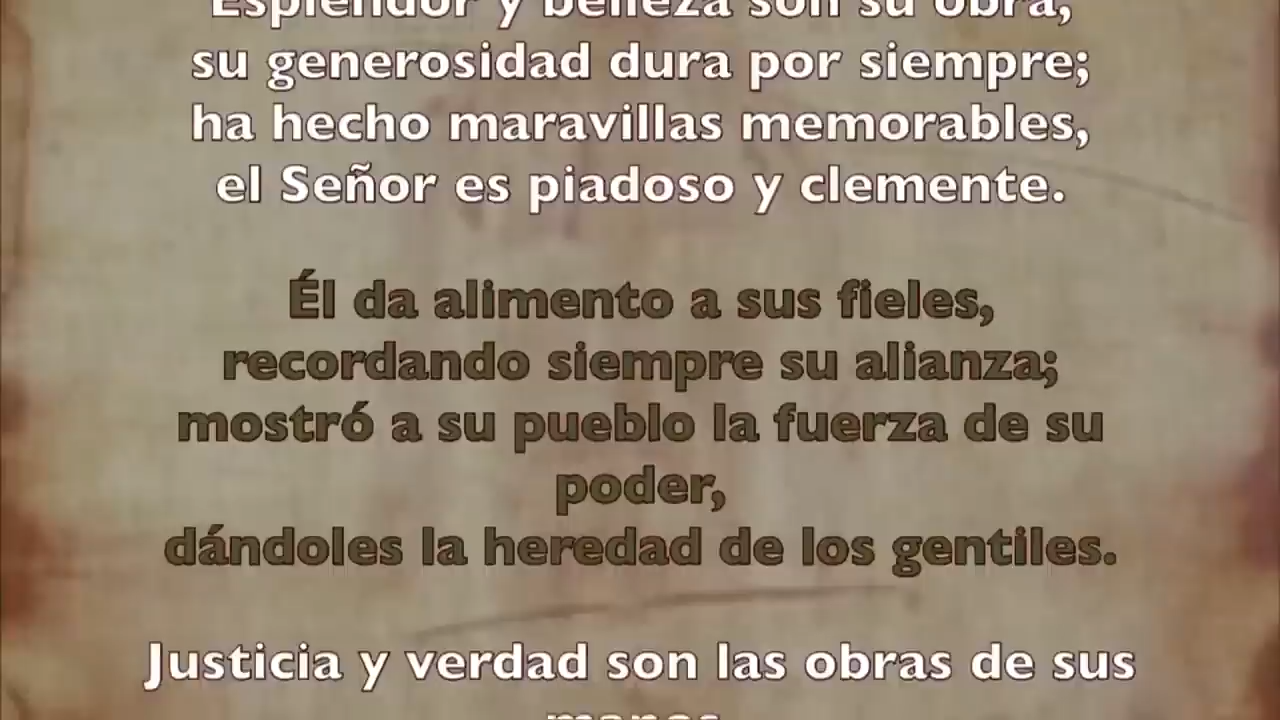 Esplendor y belleza son su obra,
su generosidad dura por siempre;
ha hecho maravillas memorables,
el Señor es piadoso y clemente.
Él da alimento a sus fieles,
recordando siempre su alianza;
mostró a su pueblo la fuerza de su
poder,
dándoles la heredad de los gentiles.
Justicia y verdad son las obras de sus